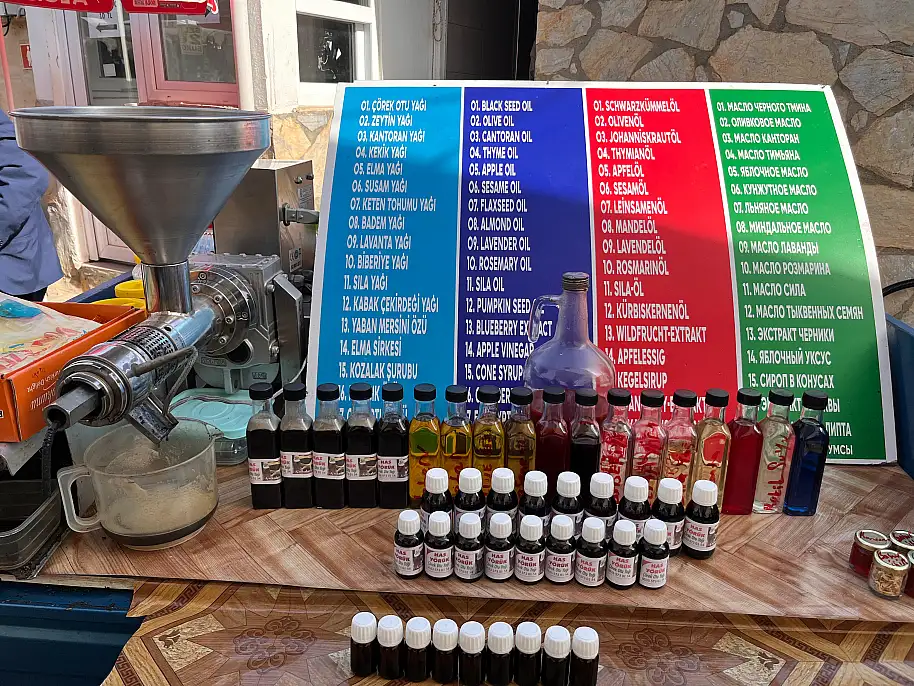 01. ÇÖREK OTU YAĞI
02. ZEYTİN YAĞI
03. KANTORAN YAĞI
04. KEKİK YAĞI
05. ELMA YAĞI
06. SUSAM YAĞI
07. KETEN TOHUMU YAĞI
08. BADEM YAĞI
09. LAVANTA YAĞI
10. BİBERİYE YAĞI
11. SILA YAĞI
12. KABAK ÇEKİRDEĞİ YAĞI
13. YABAN MERSİNİ ÖZÜ
14. ELMA SİRKESİ
15. KOZALAK ŞURUBU
01. BLACK SEED OIL
02. OLIVE OIL
03. CANTORAN OIL
04. THYME OIL
05. APPLE OIL
06. SESAME OIL
07. FLAXSEED OIL
08. ALMOND OIL
09. LAVENDER OIL
10. ROSEMARY OIL
11. SILA OIL
12. PUMPKIN SEED
13. BLUEBERRY EXTRACT
14. APPLE VINEGAR
15. CONE SYRUP
01. SCHWARZKÜMMELÖL
02. OLIVENÖL
03. JOHANNISKRAUTÖL
04. THYMIANÖL
05. APFELÖL
06. SESAMÖL
07. LEINSAMENÖL
08. MANDELÖL
09. LAVENDELÖL
10. ROSMARINÖL
11. SILA-ÖL
12. KÜRBISKERNENÖL
13. WILDFRUCHT-EXTRAKT
14. APFELESSIG
KEGELSIRUP
01. МАСЛО ЧЕРНОГО ТМИНА
02. ОЛИВКОВОЕ МАСЛО
03. МАСЛО КАНТОРАН
04. МАСЛО ТИМЬЯНА
05. ЯБЛОЧНОЕ МАСЛО
06. КУНЖУТНОЕ МАСЛО
07. ЛЬНЯНОЕ МАСЛО
08. МИНДАЛЬНОЕ МАСЛО
09. МАСЛО ЛАВАНДЫ
10. МАСЛО РОЗМАРИНА
11. МАСЛО СИЛА
12. МАСЛО ТЫКВЕННЫХ СЕМЯН
13. ЭКСТРАКТ ЧЕРНИКИ
14. ЯБЛОЧНЫЙ УКСУС
15. СИРОП В КОНУСАХ
HAS
YÖRÜK